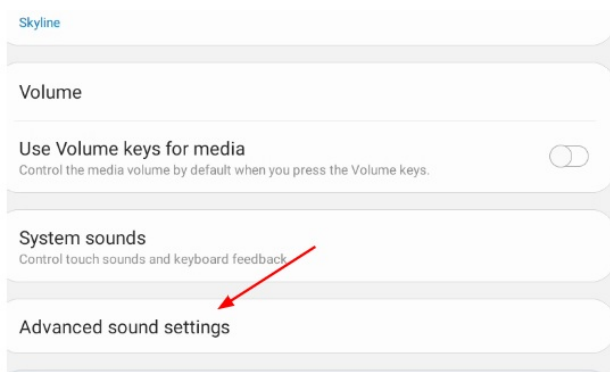 Skyline
Volume
Use Volume keys for media
Control the media volume by default when you press the Volume keys.
System sounds
Control touch sounds and keyboard feedback.
Advanced sound settings